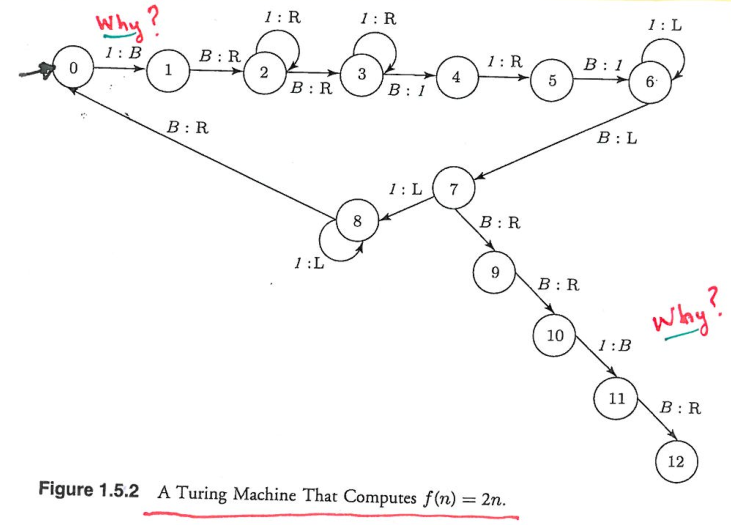 Why?
1 : R
1 : R
1 : L
0
1 : B
1
B : R
2
B : R
3
B : 1
4
1 : R
5
B : 1
6
B : R
B : L
1 : L
7
8
B : R
1 : L
9
B : R
Why?
10
1 : B
11
B : R
12
Figure 1.5.2 A Turing Machine That Computes f(n) = 2n.